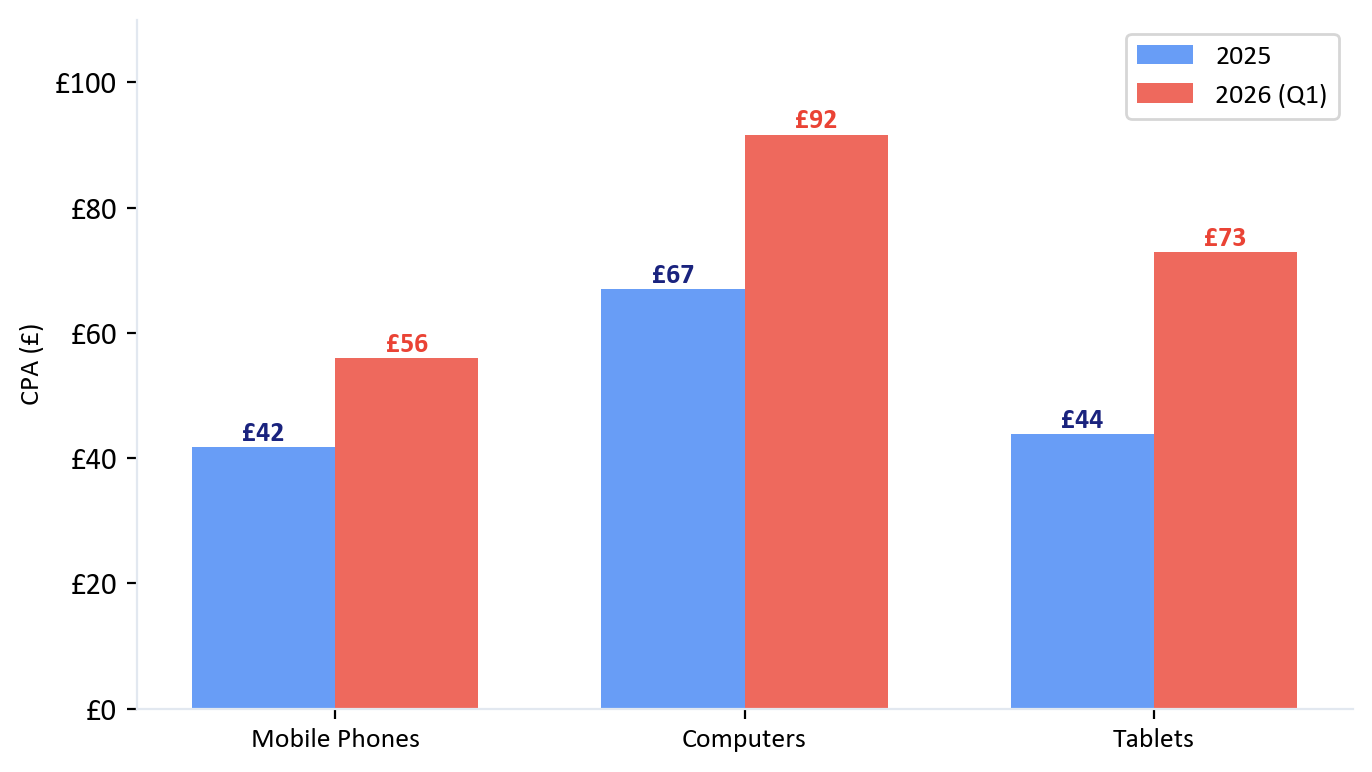 2025
2026 (Q1)
CPA (£)
£100
£80
£60
£40
£20
£0
£42
£56
£67
£92
£44
£73
Mobile Phones
Computers
Tablets